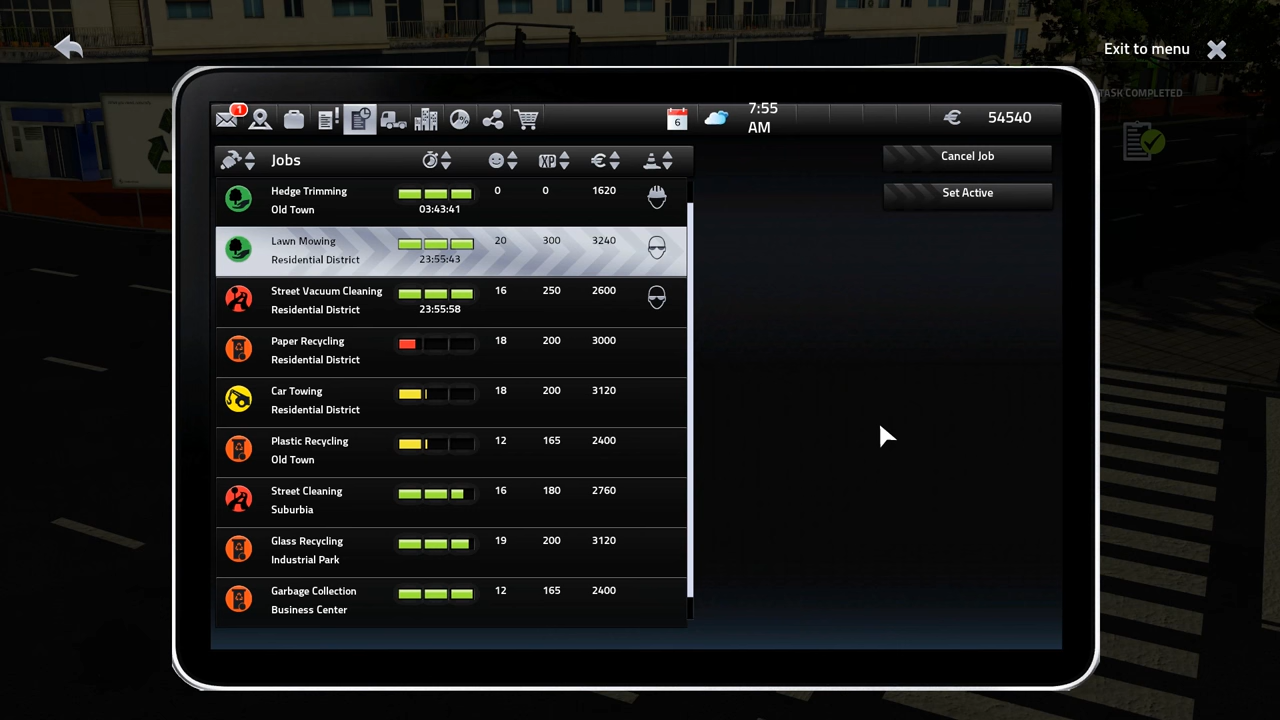 Exit to menu
TASK COMPLETED
1
6
7:55
AM
54540
Jobs
XP
Cancel Job
Set Active
Hedge Trimming
0 0 1620
Old Town
03:43:41
Lawn Mowing
20 300 3240
Residential District
23:55:43
Street Vacuum Cleaning
16 250 2600
Residential District
23:55:58
Paper Recycling
18 200 3000
Residential District
Car Towing
18 200 3120
Residential District
Plastic Recycling
12 165 2400
Old Town
Street Cleaning
16 180 2760
Suburbia
Glass Recycling
19 200 3120
Industrial Park
Garbage Collection
12 165 2400
Business Center